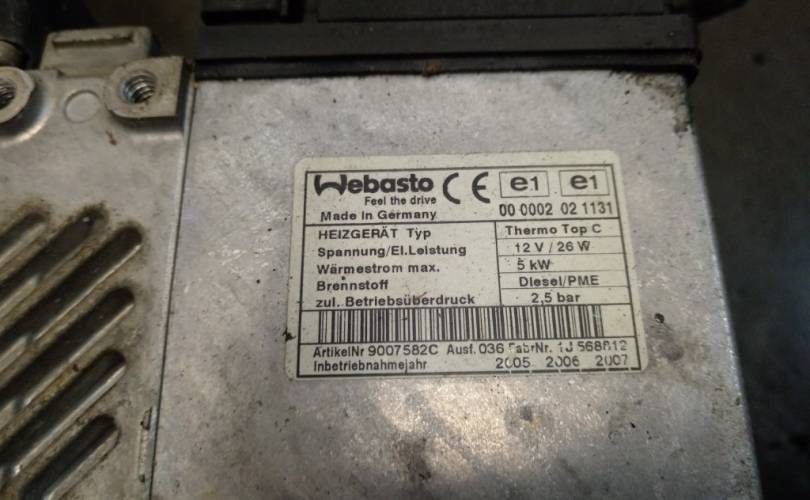 Webasto CE e1 e1
Feel the drive
Made in Germany 00 0002 02 1131
HEIZGERÄT Typ Thermo Top C
Spannung/El.Leistung 12 V / 26 W
Wärmestrom max. 5 kW
Brennstoff Diesel/PME
zul. Betriebsüberdruck 2,5 bar
ArtikelNr 9007582C Ausf. 036 FabrNr. 1J 568812
Inbetriebnahmejahr 2005 2006 2007